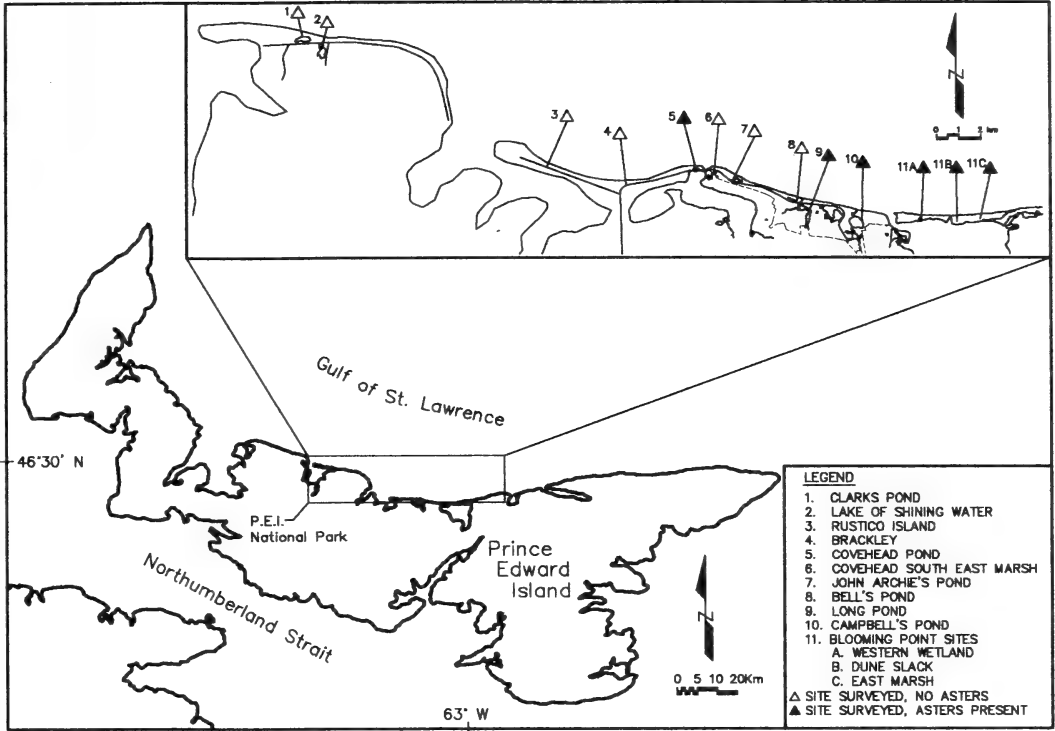 1
2
3
4
5
6
7
8
9
10
11A
11B
11C
N
0 1 2 km
Gulf of St. Lawrence
46°30' N
P.E.I.
National Park
Prince
Edward
Island
Northumberland Strait
N
0 5 10 20Km
63° W
LEGEND
1. CLARKS POND
2. LAKE OF SHINING WATER
3. RUSTICO ISLAND
4. BRACKLEY
5. COVEHEAD POND
6. COVEHEAD SOUTH EAST MARSH
7. JOHN ARCHIE'S POND
8. BELL'S POND
9. LONG POND
10. CAMPBELL'S POND
11. BLOOMING POINT SITES
A. WESTERN WETLAND
B. DUNE SLACK
C. EAST MARSH
△ SITE SURVEYED, NO ASTERS
▲ SITE SURVEYED, ASTERS PRESENT